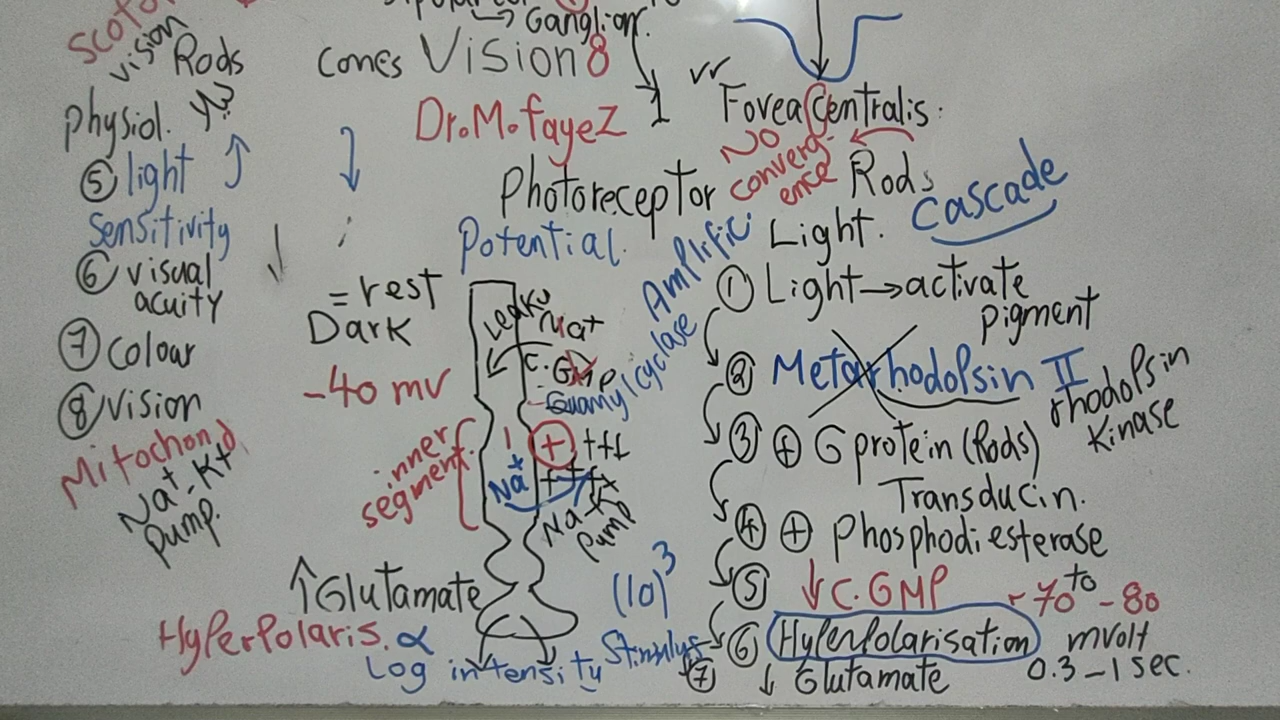 Ganglion.
vision
Rods
Cones Vision 8
Physiol. y?
Dr.M.fayez 1
Fovea Centralis.
No
converg-
ence
Rods
⑤ light
Sensitivity
Photoreceptor
Potential.
Cascade
Light.
Amplific
⑥ visual
acuity
= rest
Dark
Leaky Na+
① Light → activate
pigment
⑦ Colour
-40 mv
C.GMP
Guanylcyclase
② Metarhodopsin II
rhodopsin
Kinase
⑧ vision
Mitochond
Na+-K+
Pump.
inner
segment
+ +++
Na+
Na K
Pump
③ + G protein (Rods)
Transducin.
④ + Phosphodiesterase
↑Glutamate
(10)3
⑤ ↓ C.GMP -70 to -80
mvolt
HyperPolaris. α
Log intensity Stimulus
⑥ HyperPolarisation
0.3-1 sec.
⑦ ↓ Glutamate